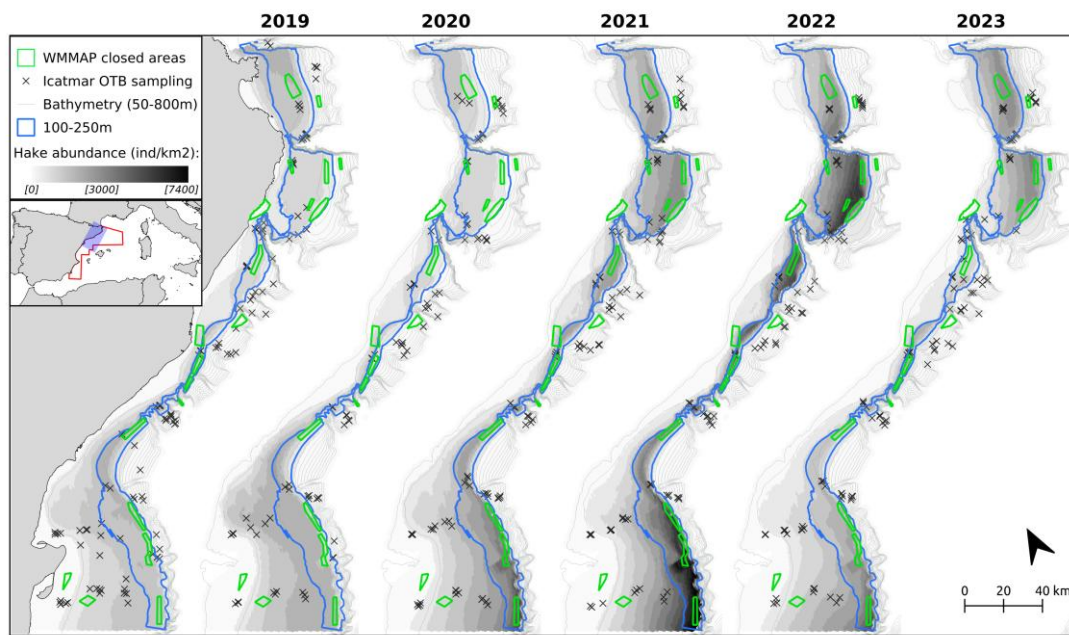 2019 2020 2021 2022 2023
WMMAP closed areas
Icatmar OTB sampling
Bathymetry (50-800m)
100-250m
Hake abundance (ind/km2):
[0] [3000] [7400]
0 20 40 km